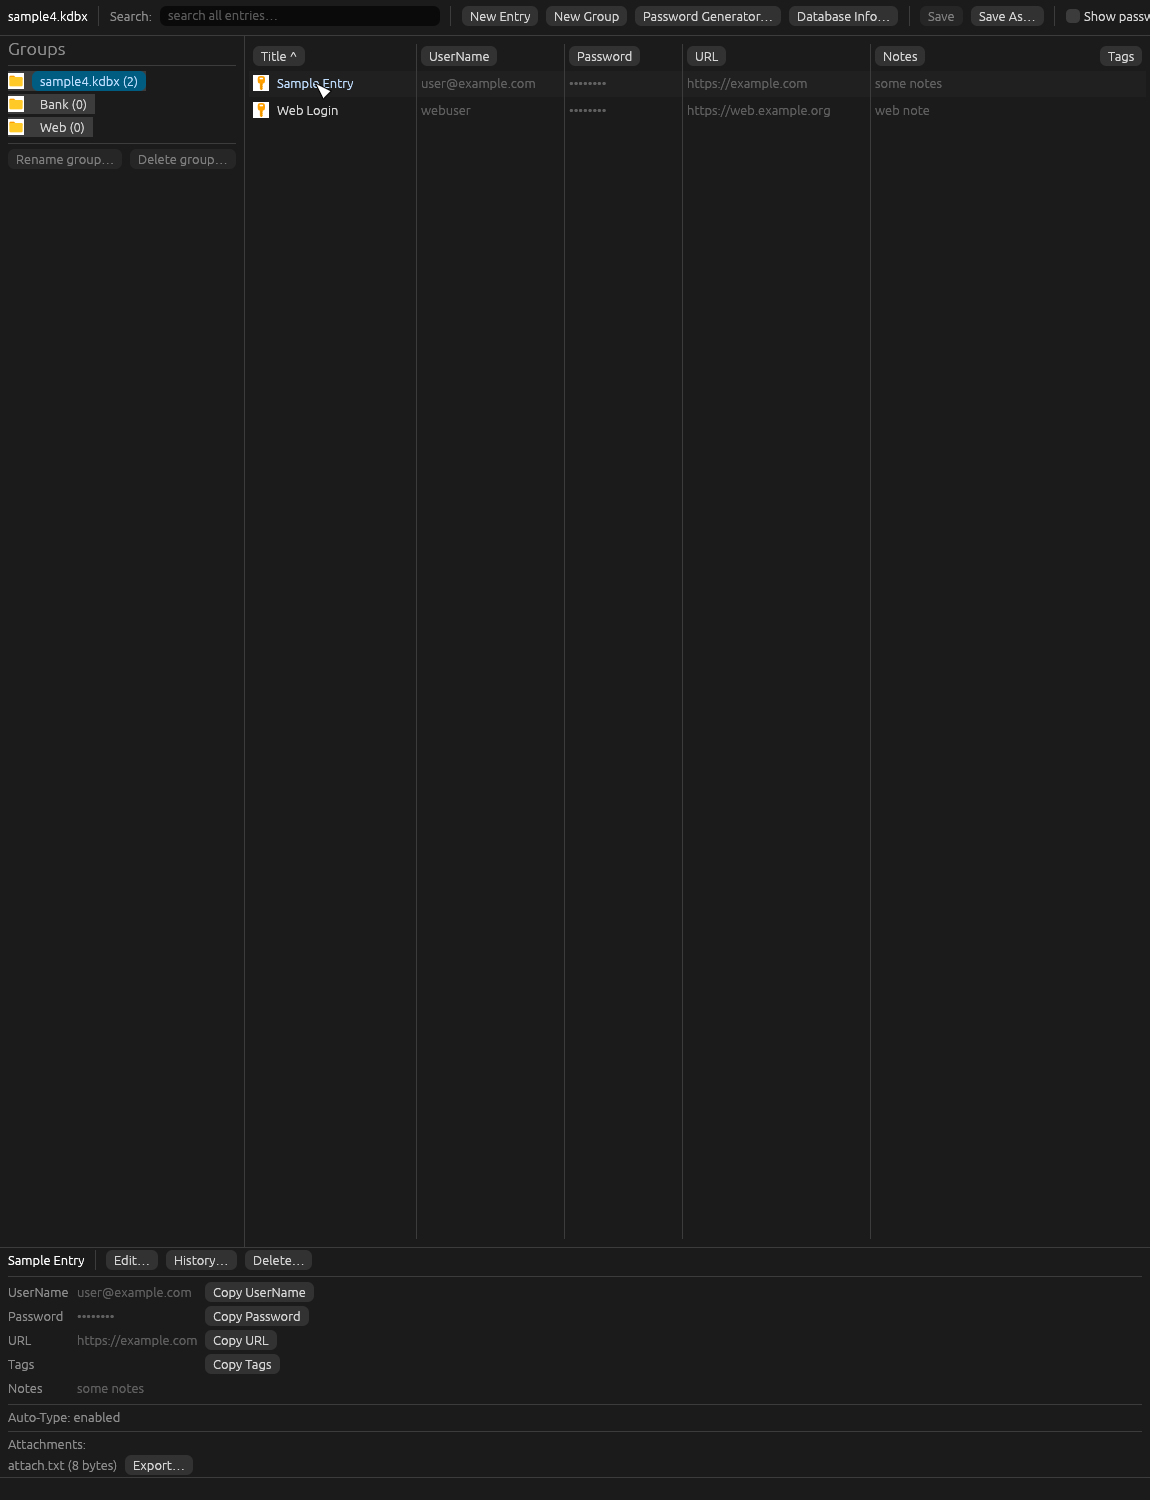 sample4.kdbx Search: search all entries... New Entry New Group Password Generator... Database Info... Save Save As... Show passw
Groups
sample4.kdbx (2)
Bank (0)
Web (0)
Rename group... Delete group...
Title ^ UserName Password URL Notes Tags
Sample Entry user@example.com •••••••• https://example.com some notes
Web Login webuser •••••••• https://web.example.org web note
Sample Entry Edit... History... Delete...
UserName user@example.com Copy UserName
Password •••••••• Copy Password
URL https://example.com Copy URL
Tags Copy Tags
Notes some notes
Auto-Type: enabled
Attachments:
attach.txt (8 bytes) Export...